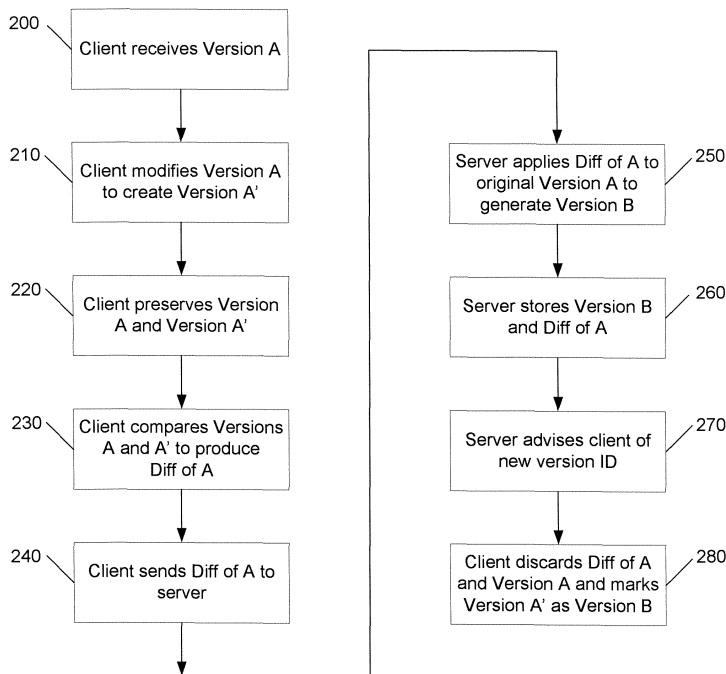 200
Client receives Version A
210
Client modifies Version A
to create Version A'
220
Client preserves Version
A and Version A'
230
Client compares Versions
A and A' to produce
Diff of A
240
Client sends Diff of A to
server
Server applies Diff of A to
original Version A to
generate Version B
250
Server stores Version B
and Diff of A
260
Server advises client of
new version ID
270
Client discards Diff of A
and Version A and marks
Version A' as Version B
280